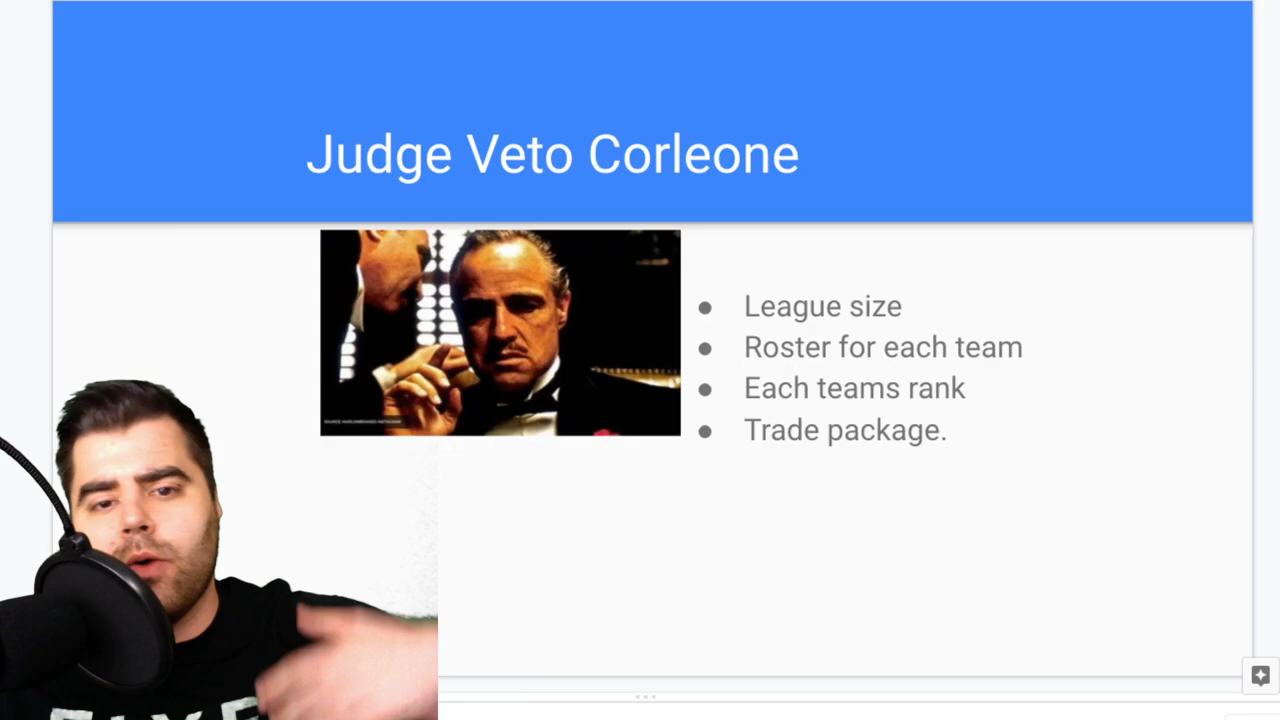 Judge Veto Corleone
League size
Roster for each team
Each teams rank
Trade package.